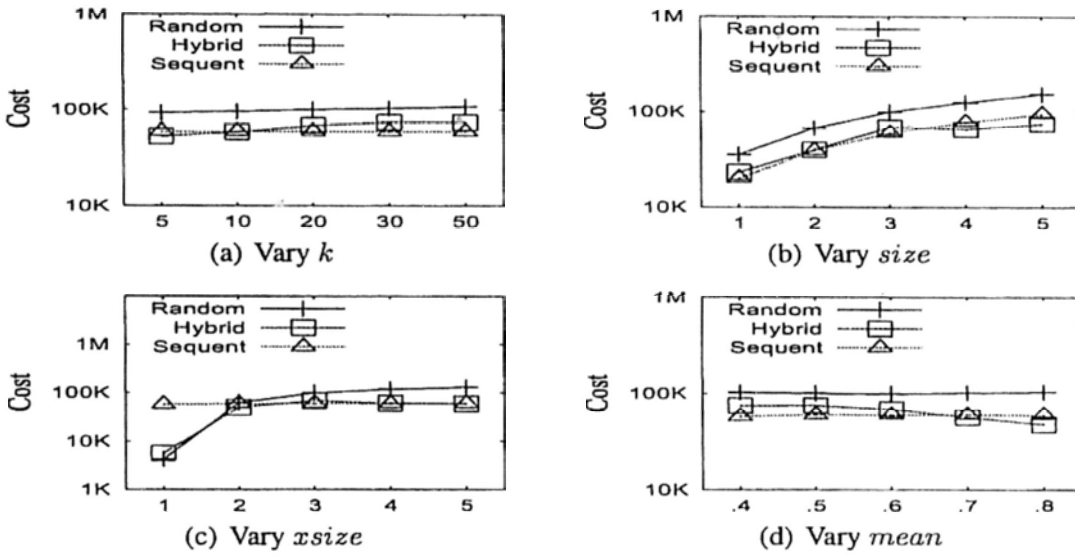 1M
Random
Hybrid
Sequent
100K
Cost
10K
5 10 20 30 50
(a) Vary k
1M
Random
Hybrid
Sequent
100K
Cost
10K
1 2 3 4 5
(b) Vary size
Random
Hybrid
1M
Sequent
100K
Cost
10K
1K
1 2 3 4 5
(c) Vary xsize
1M
Random
Hybrid
Sequent
100K
Cost
10K
.4 .5 .6 .7 .8
(d) Vary mean